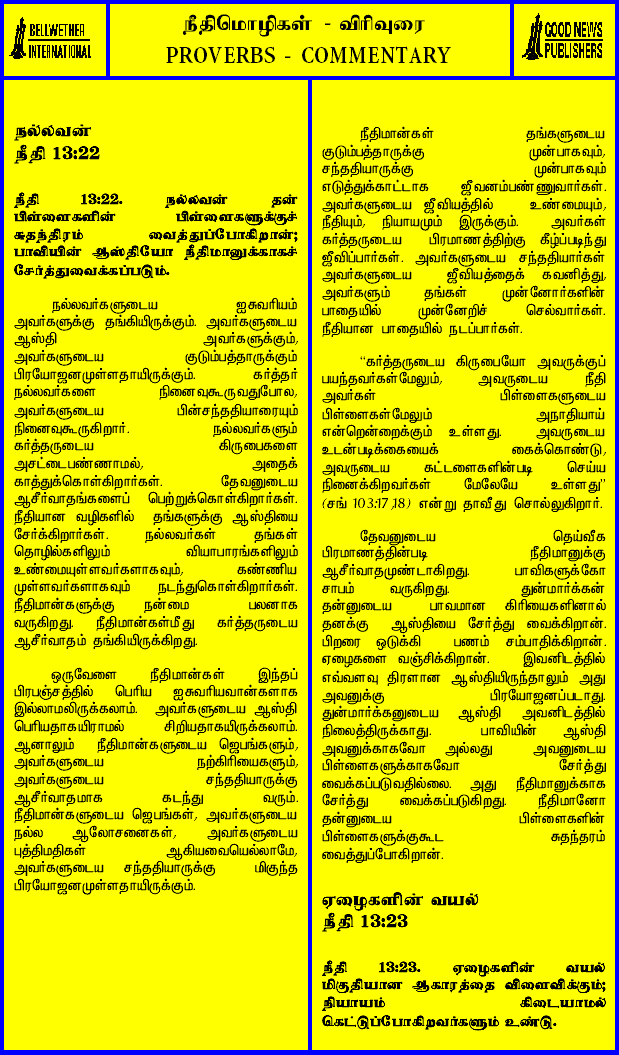 BELLWETHER
INTERNATIONAL
நீதிமொழிகள் - விரிவுரை
PROVERBS - COMMENTARY
GOOD NEWS
PUBLISHERS
நல்லவன்
நீதி 13:22
நீதி 13:22. நல்லவன் தன்
பிள்ளைகளின் பிள்ளைகளுக்குச்
சுதந்திரம் வைத்துப்போகிறான்;
பாவியின் ஆஸ்தியோ நீதிமானுக்காகச்
சேர்த்துவைக்கப்படும்.
நல்லவர்களுடைய ஐசுவரியம்
அவர்களுக்கு தங்கியிருக்கும். அவர்களுடைய
ஆஸ்தி அவர்களுக்கும்,
அவர்களுடைய குடும்பத்தாருக்கும்
பிரயோஜனமுள்ளதாயிருக்கும். கர்த்தர்
நல்லவர்களை நினைவுகூருவதுபோல,
அவர்களுடைய பின்சந்ததியாரையும்
நினைவுகூருகிறார். நல்லவர்களும்
கர்த்தருடைய கிருபைகளை
அசட்டைபண்ணாமல், அதைக்
காத்துக்கொள்கிறார்கள். தேவனுடைய
ஆசீர்வாதங்களைப் பெற்றுக்கொள்கிறார்கள்.
நீதியான வழிகளில் தங்களுக்கு ஆஸ்தியை
சேர்க்கிறார்கள். நல்லவர்கள் தங்கள்
தொழில்களிலும் வியாபாரங்களிலும்
உண்மையுள்ளவர்களாகவும், கண்ணிய
முள்ளவர்களாகவும் நடந்துகொள்கிறார்கள்.
நீதிமான்களுக்கு நன்மை பலனாக
வருகிறது. நீதிமான்கள்மீது கர்த்தருடைய
ஆசீர்வாதம் தங்கியிருக்கிறது.
ஒருவேளை நீதிமான்கள் இந்தப்
பிரபஞ்சத்தில் பெரிய ஐசுவரியவான்களாக
இல்லாமலிருக்கலாம். அவர்களுடைய ஆஸ்தி
பெரியதாகயிராமல் சிறியதாகயிருக்கலாம்.
ஆனாலும் நீதிமான்களுடைய ஜெபங்களும்,
அவர்களுடைய நற்கிரியைகளும்,
அவர்களுடைய சந்ததியாருக்கு
ஆசீர்வாதமாக கடந்து வரும்.
நீதிமான்களுடைய ஜெபங்கள், அவர்களுடைய
நல்ல ஆலோசனைகள், அவர்களுடைய
புத்திமதிகள் ஆகியவையெல்லாமே,
அவர்களுடைய சந்ததியாருக்கு மிகுந்த
பிரயோஜனமுள்ளதாயிருக்கும்.
நீதிமான்கள் தங்களுடைய
குடும்பத்தாருக்கு முன்பாகவும்,
சந்ததியாருக்கு முன்பாகவும்
எடுத்துக்காட்டாக ஜீவனம்பண்ணுவார்கள்.
அவர்களுடைய ஜீவியத்தில் உண்மையும்,
நீதியும், நியாயமும் இருக்கும். அவர்கள்
கர்த்தருடைய பிரமாணத்திற்கு கீழ்ப்படிந்து
ஜீவிப்பார்கள். அவர்களுடைய சந்ததியார்கள்
அவர்களுடைய ஜீவியத்தைக் கவனித்து,
அவர்களும் தங்கள் முன்னோர்களின்
பாதையில் முன்னேறிச் செல்வார்கள்.
நீதியான பாதையில் நடப்பார்கள்.
“கர்த்தருடைய கிருபையோ அவருக்குப்
பயந்தவர்கள்மேலும், அவருடைய நீதி
அவர்கள் பிள்ளைகளுடைய
பிள்ளைகள்மேலும் அநாதியாய்
என்றென்றைக்கும் உள்ளது. அவருடைய
உடன்படிக்கையைக் கைக்கொண்டு,
அவருடைய கட்டளைகளின்படி செய்ய
நினைக்கிறவர்கள் மேலேயே உள்ளது”
(சங் 103:17,18) என்று தாவீது சொல்லுகிறார்.
தேவனுடைய தெய்வீக
பிரமாணத்தின்படி நீதிமானுக்கு
ஆசீர்வாதமுண்டாகிறது. பாவிகளுக்கோ
சாபம் வருகிறது. துன்மார்க்கன்
தன்னுடைய பாவமான கிரியைகளினால்
தனக்கு ஆஸ்தியை சேர்த்து வைக்கிறான்.
பிறரை ஒடுக்கி பணம் சம்பாதிக்கிறான்.
ஏழைகளை வஞ்சிக்கிறான். இவனிடத்தில்
எவ்வளவு திரளான ஆஸ்தியிருந்தாலும் அது
அவனுக்கு பிரயோஜனப்படாது.
துன்மார்க்கனுடைய ஆஸ்தி அவனிடத்தில்
நிலைத்திருக்காது. பாவியின் ஆஸ்தி
அவனுக்காகவோ அல்லது அவனுடைய
பிள்ளைகளுக்காகவோ சேர்த்து
வைக்கப்படுவதில்லை. அது நீதிமானுக்காக
சேர்த்து வைக்கப்படுகிறது. நீதிமானோ
தன்னுடைய பிள்ளைகளின்
பிள்ளைகளுக்குகூட சுதந்தரம்
வைத்துப்போகிறான்.
ஏழைகளின் வயல்
நீதி 13:23
நீதி 13:23. ஏழைகளின் வயல்
மிகுதியான ஆகாரத்தை விளைவிக்கும்;
நியாயம் கிடையாமல்
கெட்டுப்போகிறவர்களும் உண்டு.